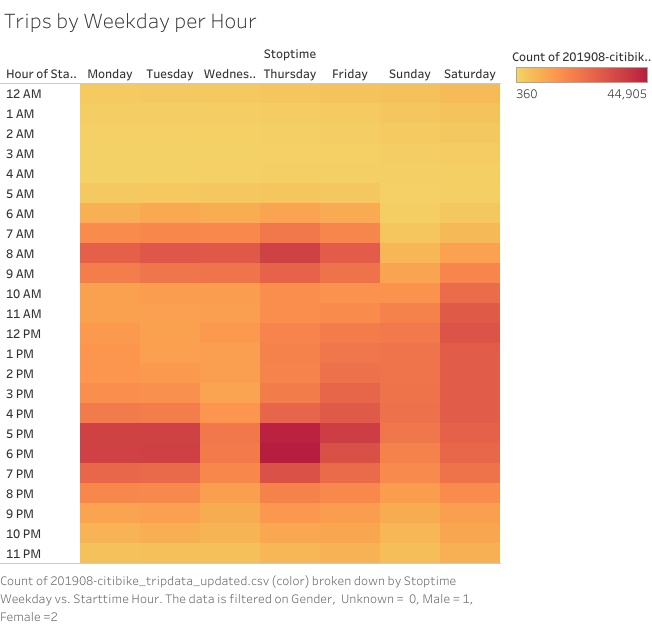 Trips by Weekday per Hour
Stoptime
Hour of Sta.. Monday Tuesday Wednes.. Thursday Friday Sunday Saturday
Count of 201908-citibik..
360 44,905
12 AM
1 AM
2 AM
3 AM
4 AM
5 AM
6 AM
7 AM
8 AM
9 AM
10 AM
11 AM
12 PM
1 PM
2 PM
3 PM
4 PM
5 PM
6 PM
7 PM
8 PM
9 PM
10 PM
11 PM
Count of 201908-citibike_tripdata_updated.csv (color) broken down by Stoptime
Weekday vs. Starttime Hour. The data is filtered on Gender, Unknown = 0, Male = 1,
Female =2